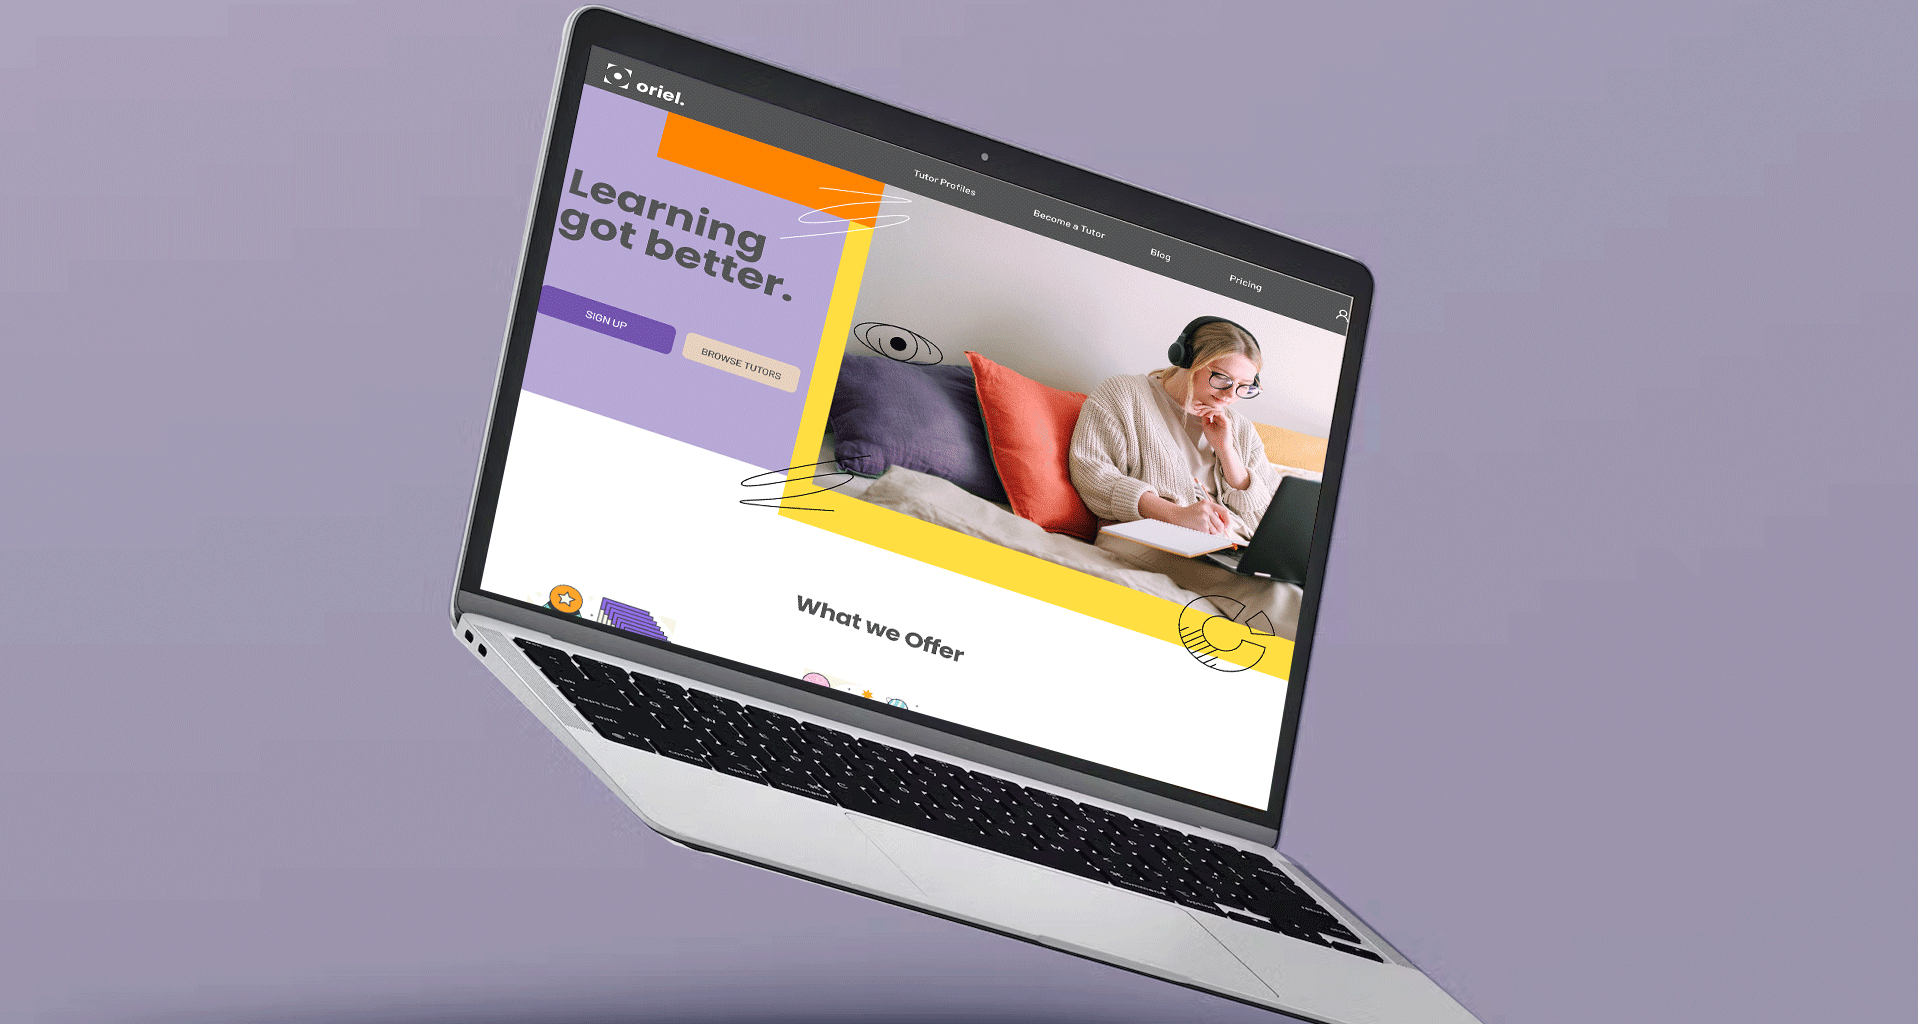 oriel.
Tutor Profiles
Become a Tutor
Blog
Pricing
Learning
got better.
SIGN UP
BROWSE TUTORS
What we Offer